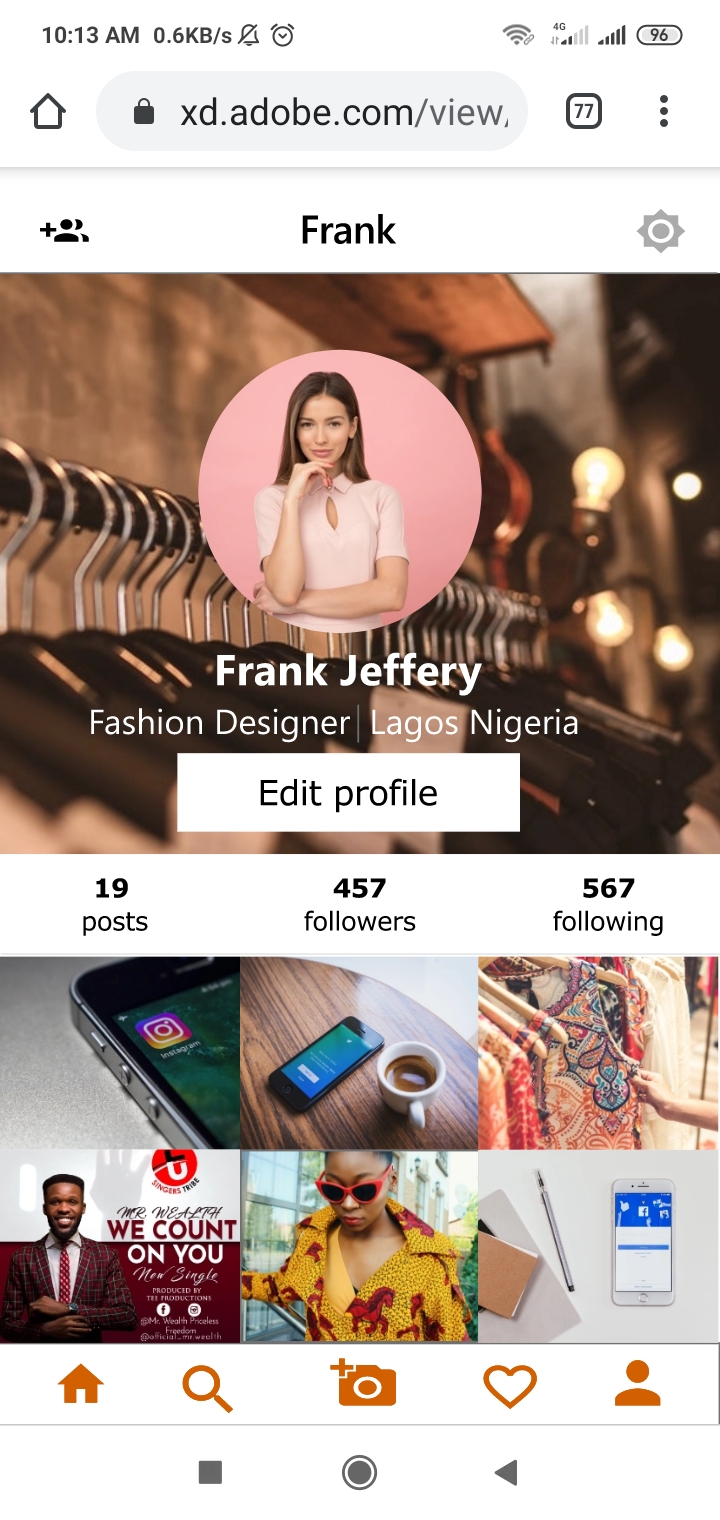 10:13 AM 0.6KB/s
4G
96
xd.adobe.com/view/
77
Frank
Frank Jeffery
Fashion Designer | Lagos Nigeria
Edit profile
19 posts
457 followers
567 following
Instagram
SINGERS TRIBE
MR. WEALTH
WE COUNT
ON YOU
New Single
PRODUCED BY
TEE PRODUCTIONS
@Mr. Wealth Priceless
Freedom
@official_mr.wealth